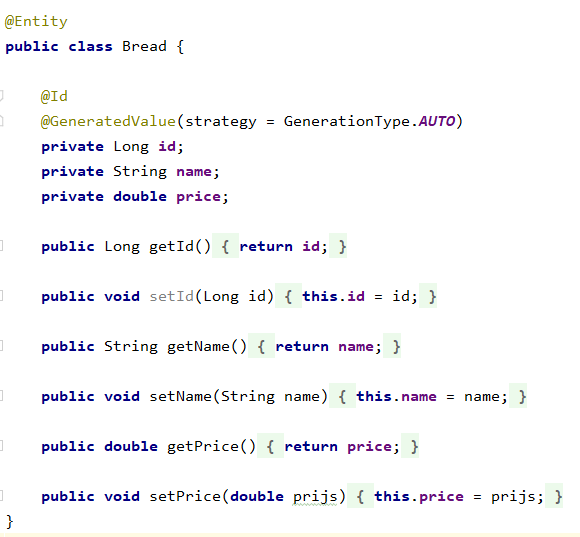 @Entity
public class Bread {
@Id
@GeneratedValue(strategy = GenerationType.AUTO)
private Long id;
private String name;
private double price;
public Long getId() { return id; }
public void setId(Long id) { this.id = id; }
public String getName() { return name; }
public void setName(String name) { this.name = name; }
public double getPrice() { return price; }
public void setPrice(double prijs) { this.price = prijs; }
}